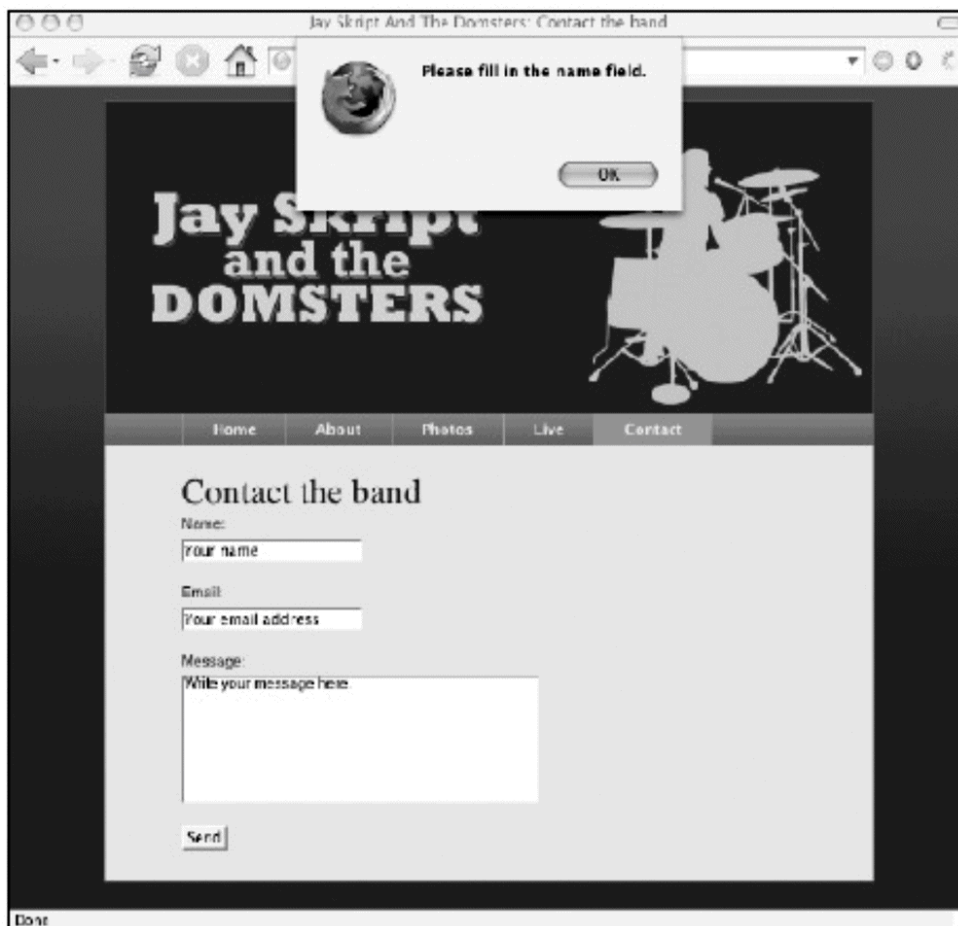 Jay Skript And The Domsters: Contact the band
Please fill in the name field.
OK
Jay Skript
and the
DOMSTERS
Home About Photos Live Contact
Contact the band
Name:
Your name
Email:
Your email address
Message:
Write your message here.
Send
Done